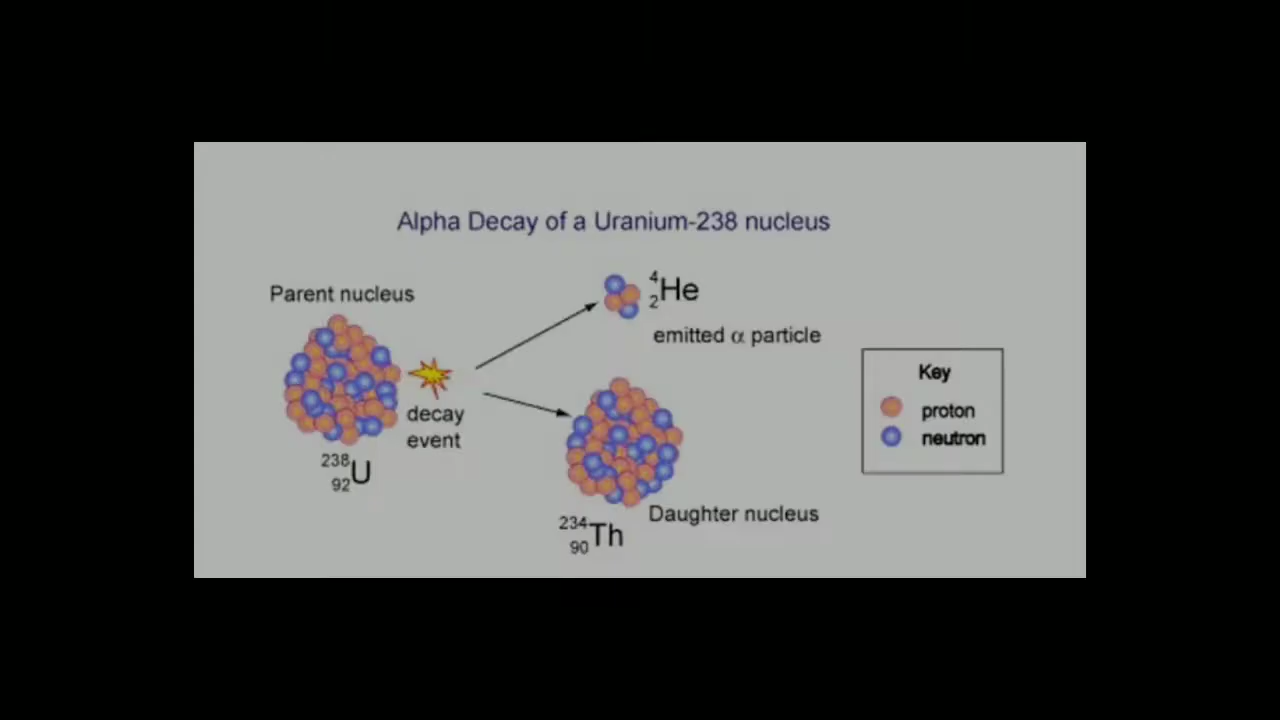 Alpha Decay of a Uranium-238 nucleus
Parent nucleus
decay
event
238
92U
4
2He
emitted α particle
234
90Th
Daughter nucleus
Key
proton
neutron